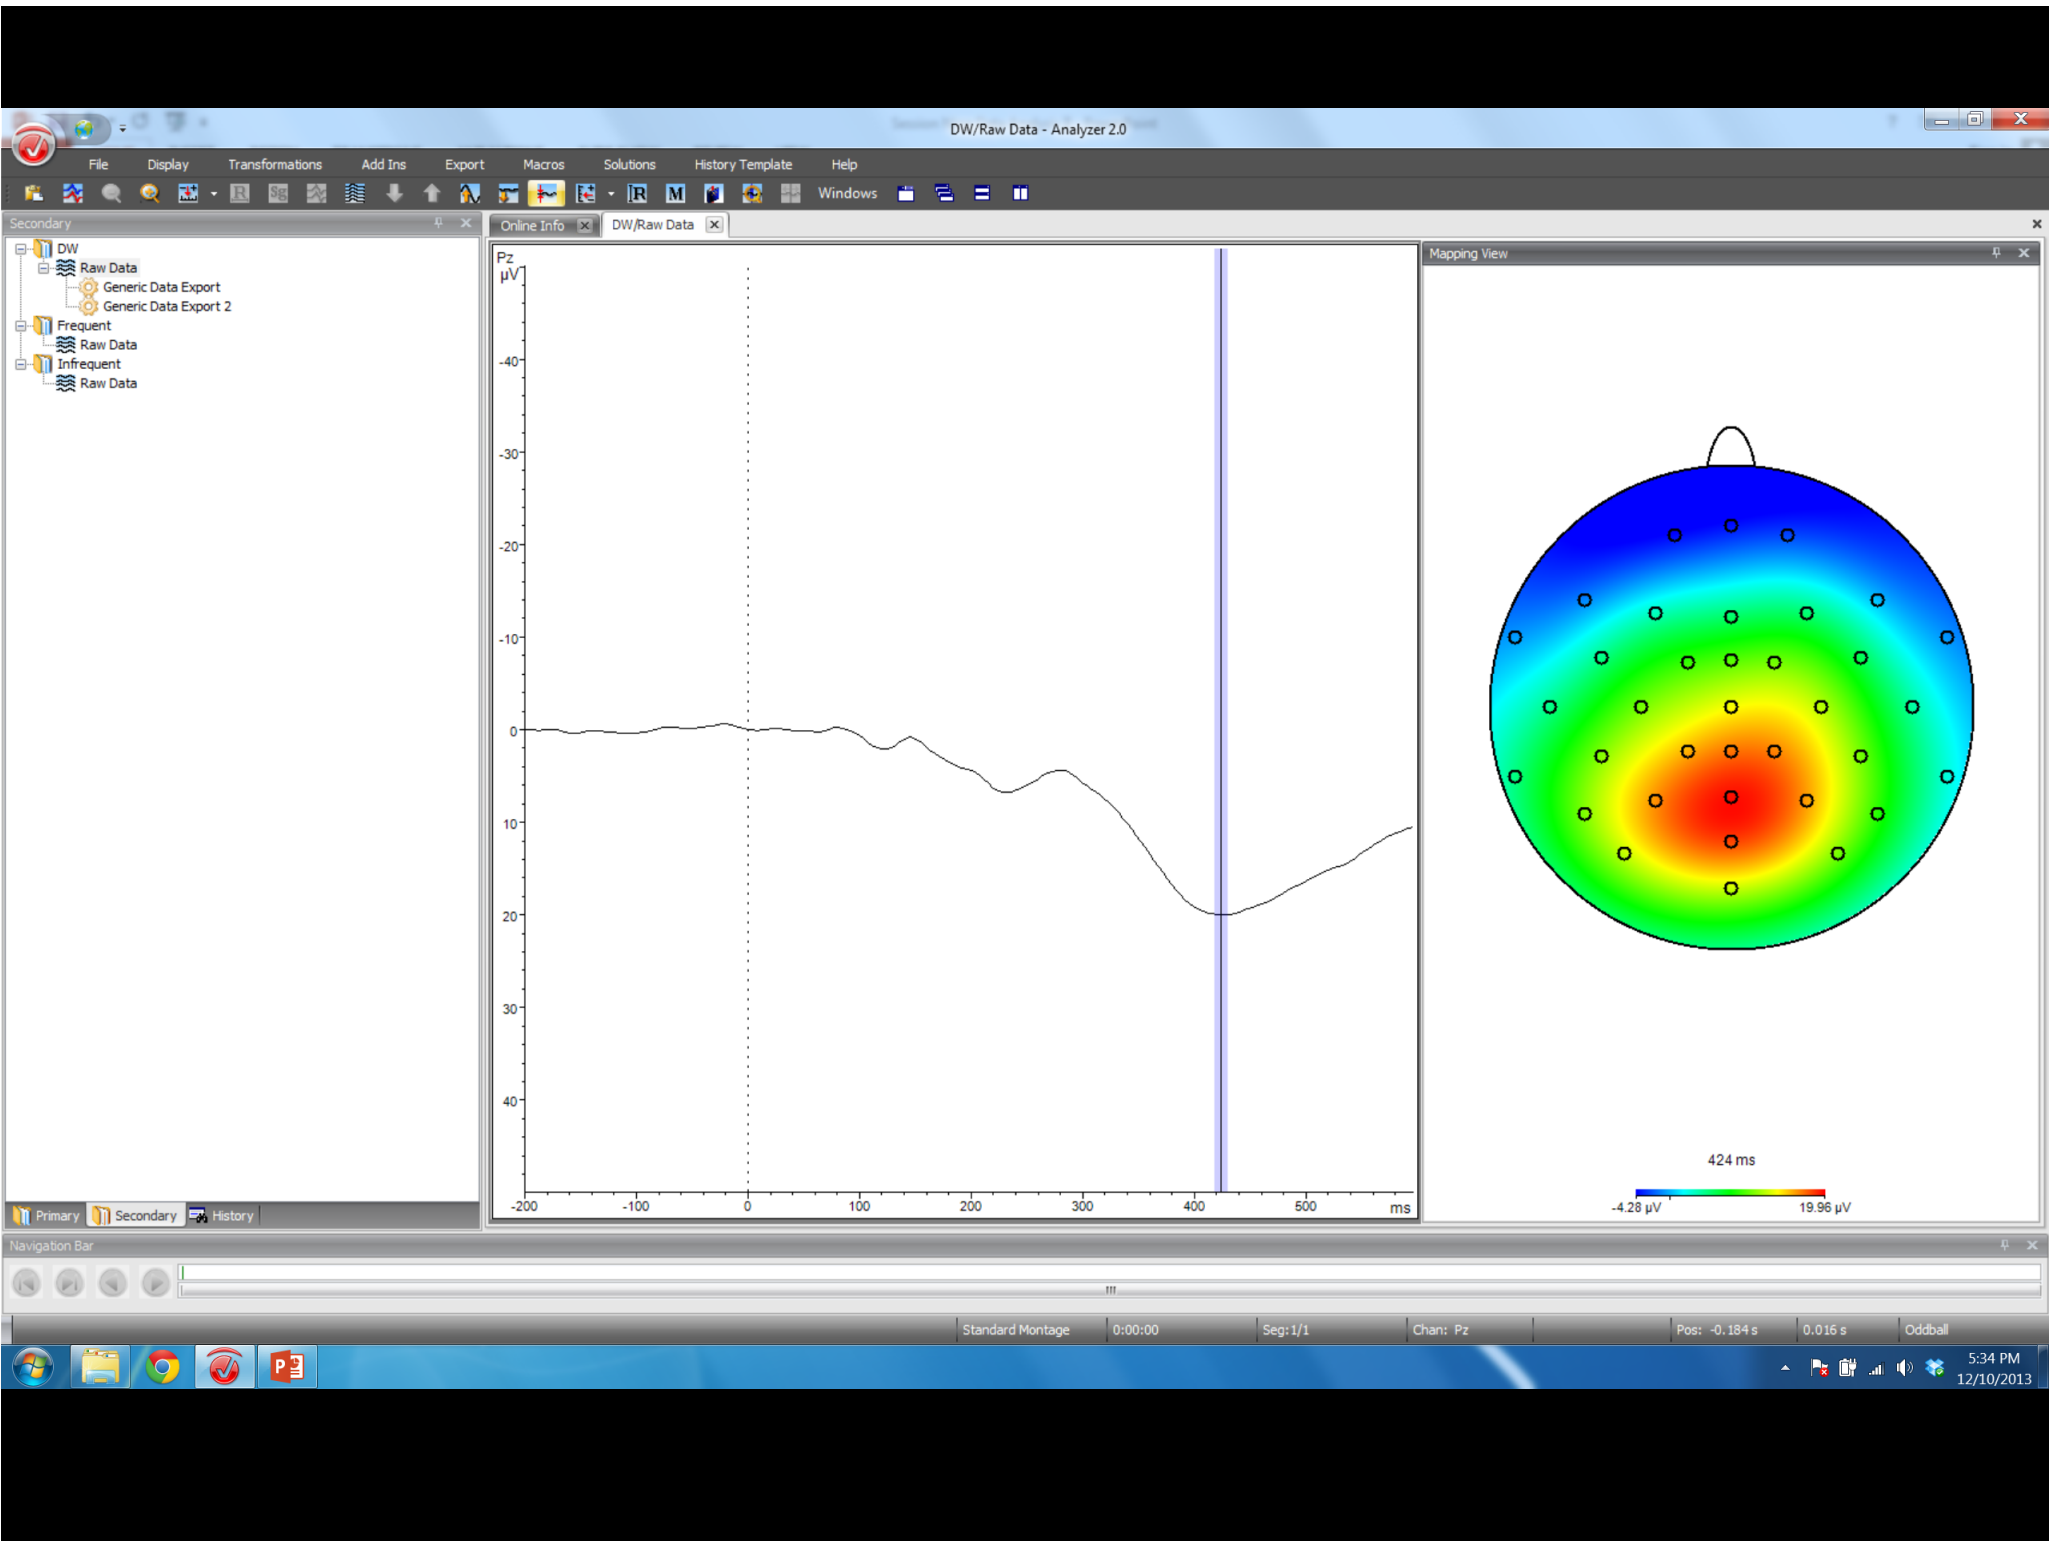 DW/Raw Data - Analyzer 2.0
File Display Transformations Add Ins Export Macros Solutions History Template Help
R Sg R M Windows
Secondary
Online Info DW/Raw Data
DW
Raw Data
Generic Data Export
Generic Data Export 2
Frequent
Raw Data
Infrequent
Raw Data
Pz
µV
-40
-30
-20
-10
0
10
20
30
40
-200 -100 0 100 200 300 400 500 ms
Mapping View
424 ms
-4.28 µV 19.96 µV
Primary Secondary History
Navigation Bar
Standard Montage 0:00:00 Seg:1/1 Chan: Pz Pos: -0.184 s 0.016 s Oddball
P
5:34 PM
12/10/2013